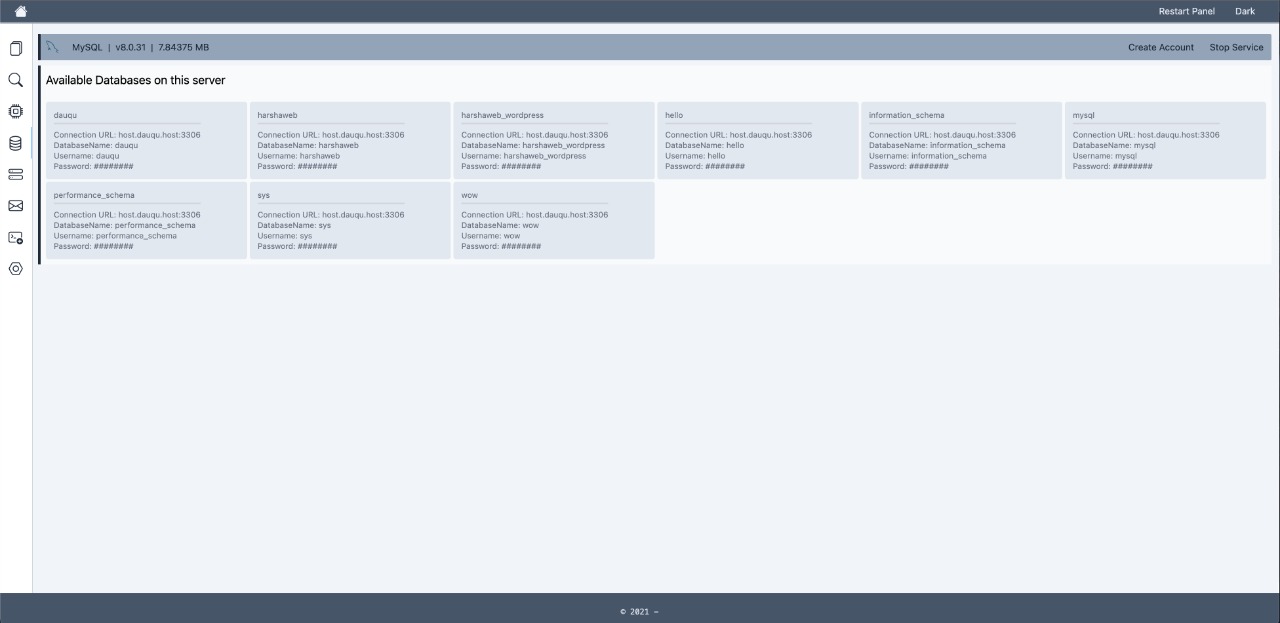 Restart Panel Dark
MySQL | v8.0.31 | 7.84375 MB Create Account Stop Service
Available Databases on this server
dauqu
Connection URL: host.dauqu.host:3306
DatabaseName: dauqu
Username: dauqu
Password: ########
harshaweb
Connection URL: host.dauqu.host:3306
DatabaseName: harshaweb
Username: harshaweb
Password: ########
harshaweb_wordpress
Connection URL: host.dauqu.host:3306
DatabaseName: harshaweb_wordpress
Username: harshaweb_wordpress
Password: ########
hello
Connection URL: host.dauqu.host:3306
DatabaseName: hello
Username: hello
Password: ########
information_schema
Connection URL: host.dauqu.host:3306
DatabaseName: information_schema
Username: information_schema
Password: ########
mysql
Connection URL: host.dauqu.host:3306
DatabaseName: mysql
Username: mysql
Password: ########
performance_schema
Connection URL: host.dauqu.host:3306
DatabaseName: performance_schema
Username: performance_schema
Password: ########
sys
Connection URL: host.dauqu.host:3306
DatabaseName: sys
Username: sys
Password: ########
wow
Connection URL: host.dauqu.host:3306
DatabaseName: wow
Username: wow
Password: ########
© 2021 —